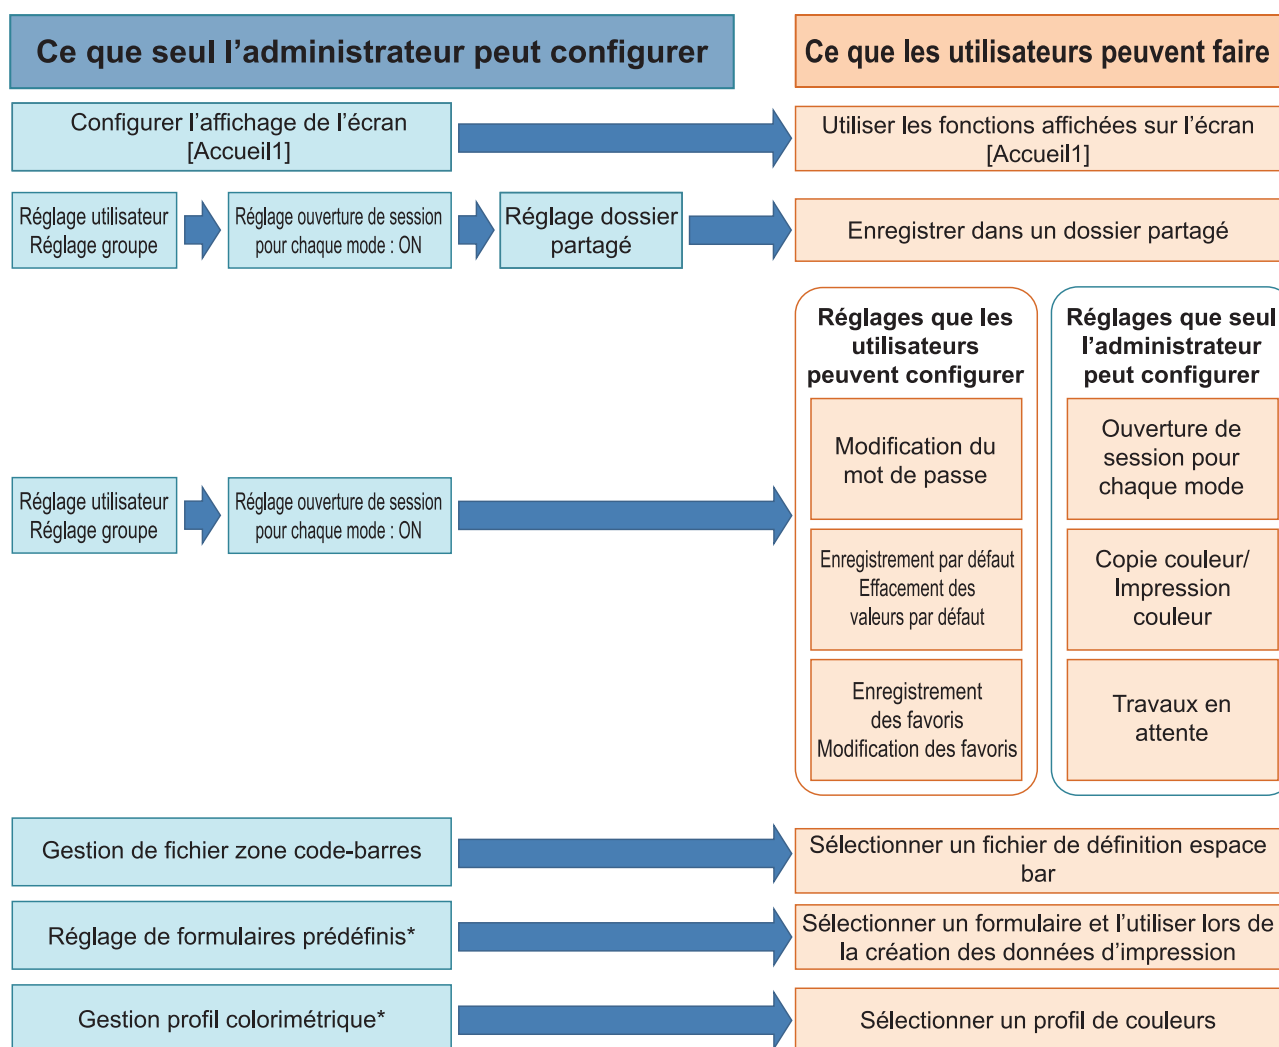 Ce que seul l’administrateur peut configurer
Ce que les utilisateurs peuvent faire
Configurer l’affichage de l’écran
[Accueil1]
Utiliser les fonctions affichées sur l’écran
[Accueil1]
Réglage utilisateur
Réglage groupe
Réglage ouverture de session
pour chaque mode : ON
Réglage dossier
partagé
Enregistrer dans un dossier partagé
Réglage utilisateur
Réglage groupe
Réglage ouverture de session
pour chaque mode : ON
Réglages que les
utilisateurs
peuvent configurer
Modification du
mot de passe
Enregistrement par défaut
Effacement des
valeurs par défaut
Enregistrement
des favoris
Modification des favoris
Réglages que seul
l’administrateur
peut configurer
Ouverture de
session pour
chaque mode
Copie couleur/
Impression
couleur
Travaux en
attente
Gestion de fichier zone code-barres
Sélectionner un fichier de définition espace
bar
Réglage de formulaires prédéfinis*
Sélectionner un formulaire et l’utiliser lors de
la création des données d’impression
Gestion profil colorimétrique*
Sélectionner un profil de couleurs